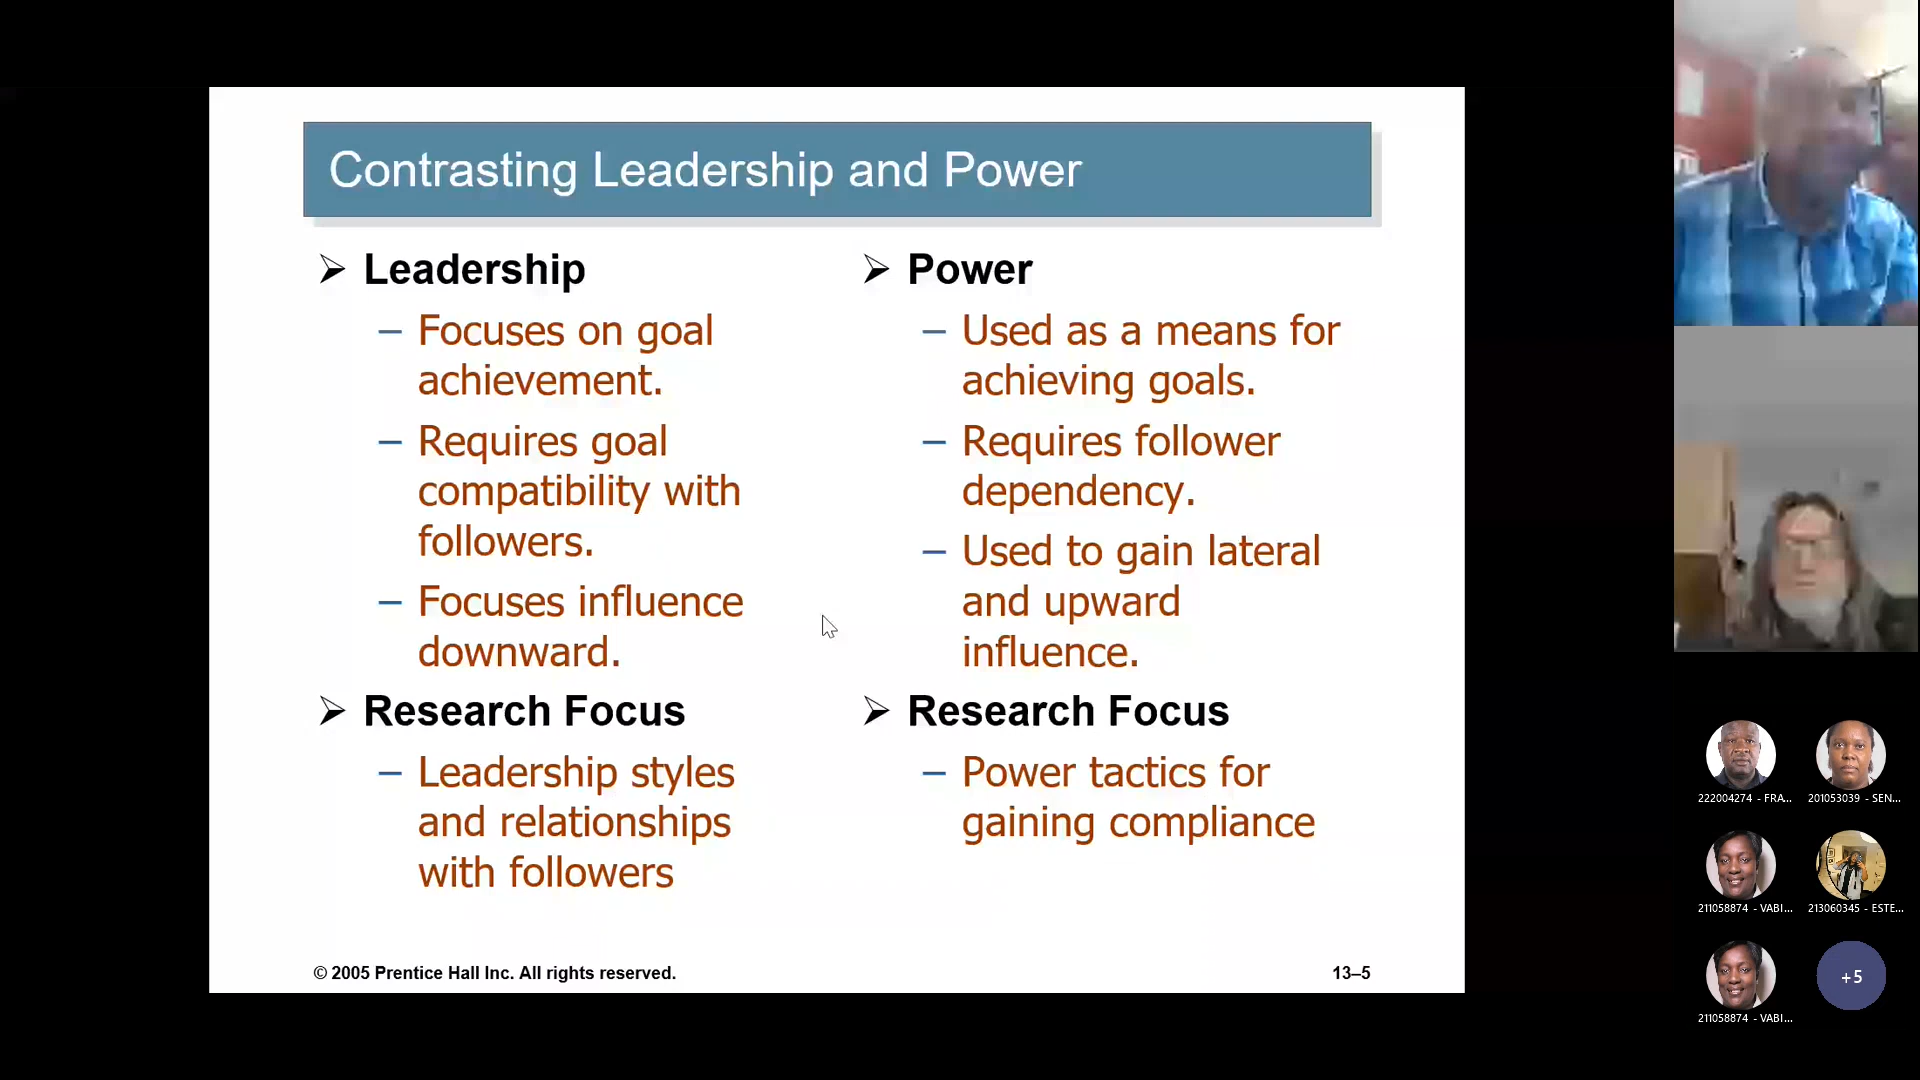 Contrasting Leadership and Power
➢ Leadership
– Focuses on goal
achievement.
– Requires goal
compatibility with
followers.
– Focuses influence
downward.
➢ Research Focus
– Leadership styles
and relationships
with followers
➢ Power
– Used as a means for
achieving goals.
– Requires follower
dependency.
– Used to gain lateral
and upward
influence.
➢ Research Focus
– Power tactics for
gaining compliance
© 2005 Prentice Hall Inc. All rights reserved.
13–5
222004274 - FRA...
201053039 - SEN...
211058874 - VABI...
213060345 - ESTE...
211058874 - VABI...
+5